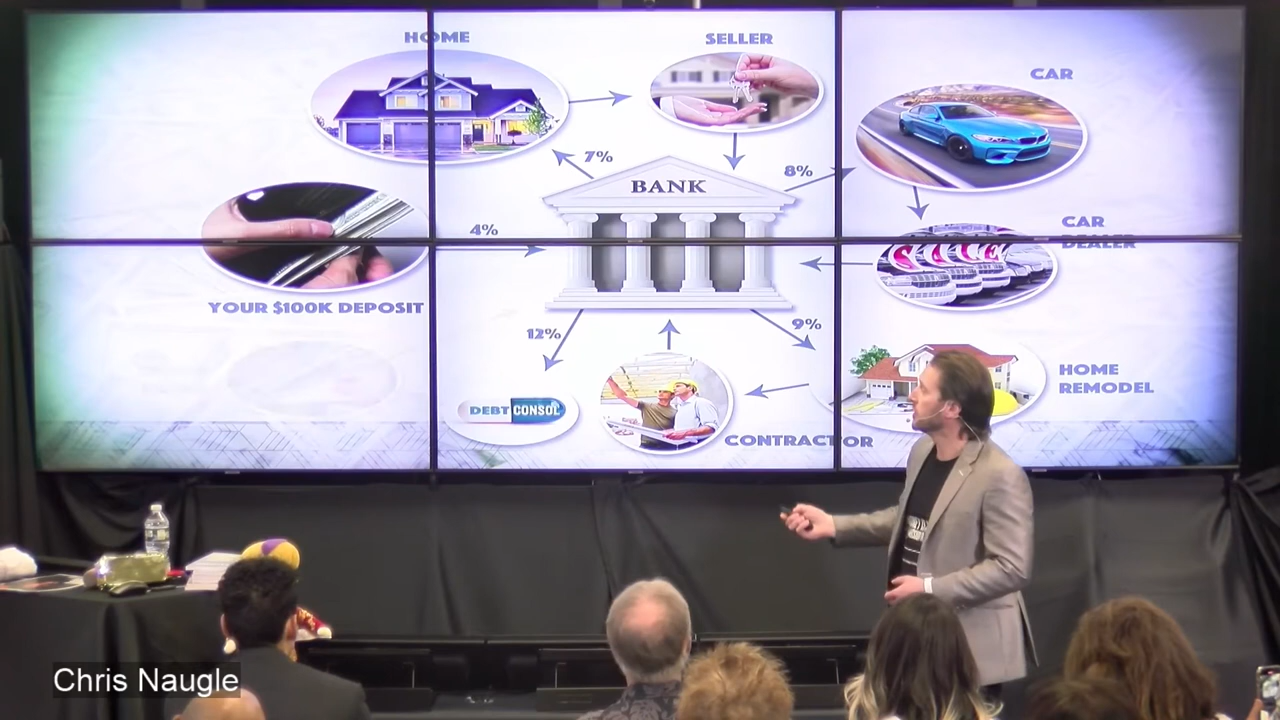 HOME
SELLER
CAR
7%
8%
BANK
4%
CAR
DEALER
SALE
YOUR $100K DEPOSIT
12%
9%
HOME
REMODEL
DEBT CONSOL
CONTRACTOR
Chris Naugle